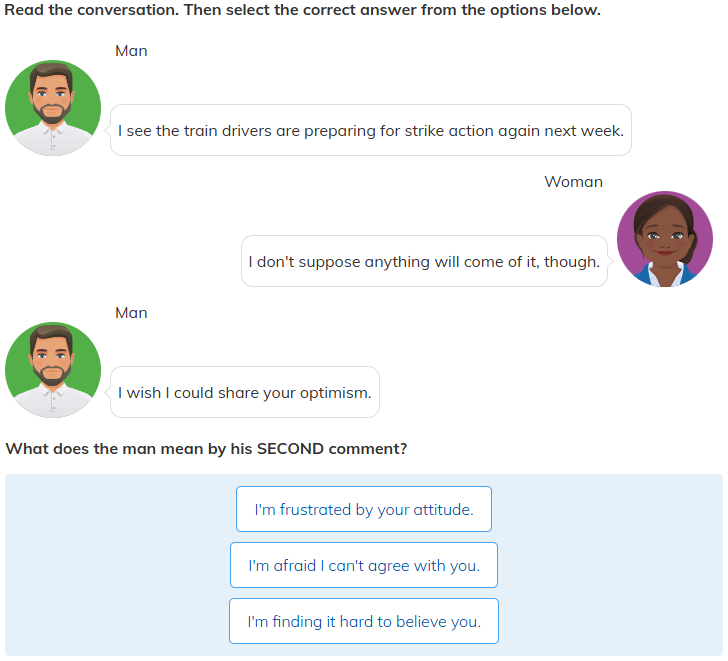 Read the conversation. Then select the correct answer from the options below.
Man
I see the train drivers are preparing for strike action again next week.
Woman
I don't suppose anything will come of it, though.
Man
I wish I could share your optimism.
What does the man mean by his SECOND comment?
I'm frustrated by your attitude.
I'm afraid I can't agree with you.
I'm finding it hard to believe you.